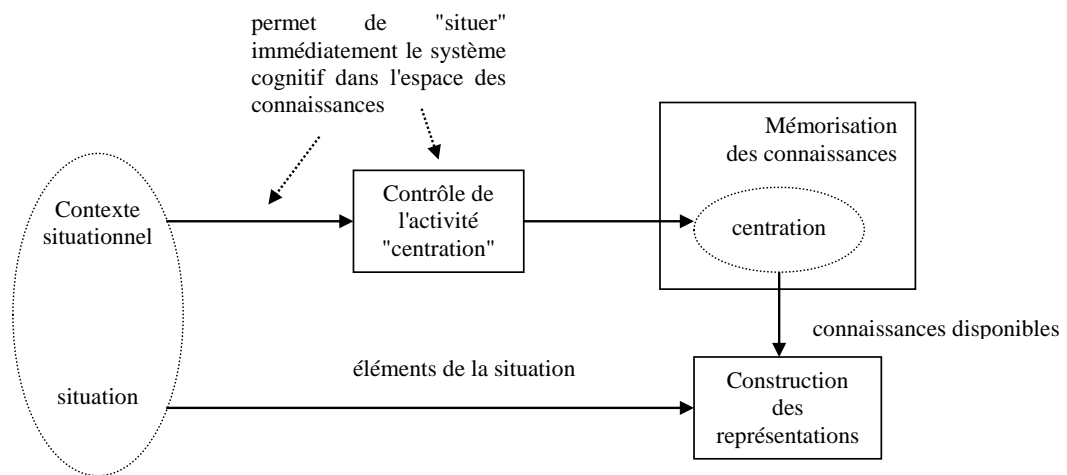 permet de "situer"
immédiatement le système
cognitif dans l'espace des
connaissances
Mémorisation
des connaissances
Contexte
situationnel
Contrôle de
l'activité
"centration"
centration
connaissances disponibles
éléments de la situation
situation
Construction
des
représentations